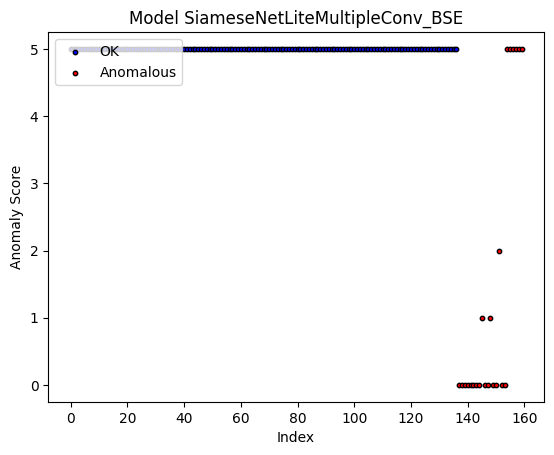 Model SiameseNetLiteMultipleConv_BSE
OK
Anomalous
Anomaly Score
5
4
3
2
1
0
0 20 40 60 80 100 120 140 160
Index